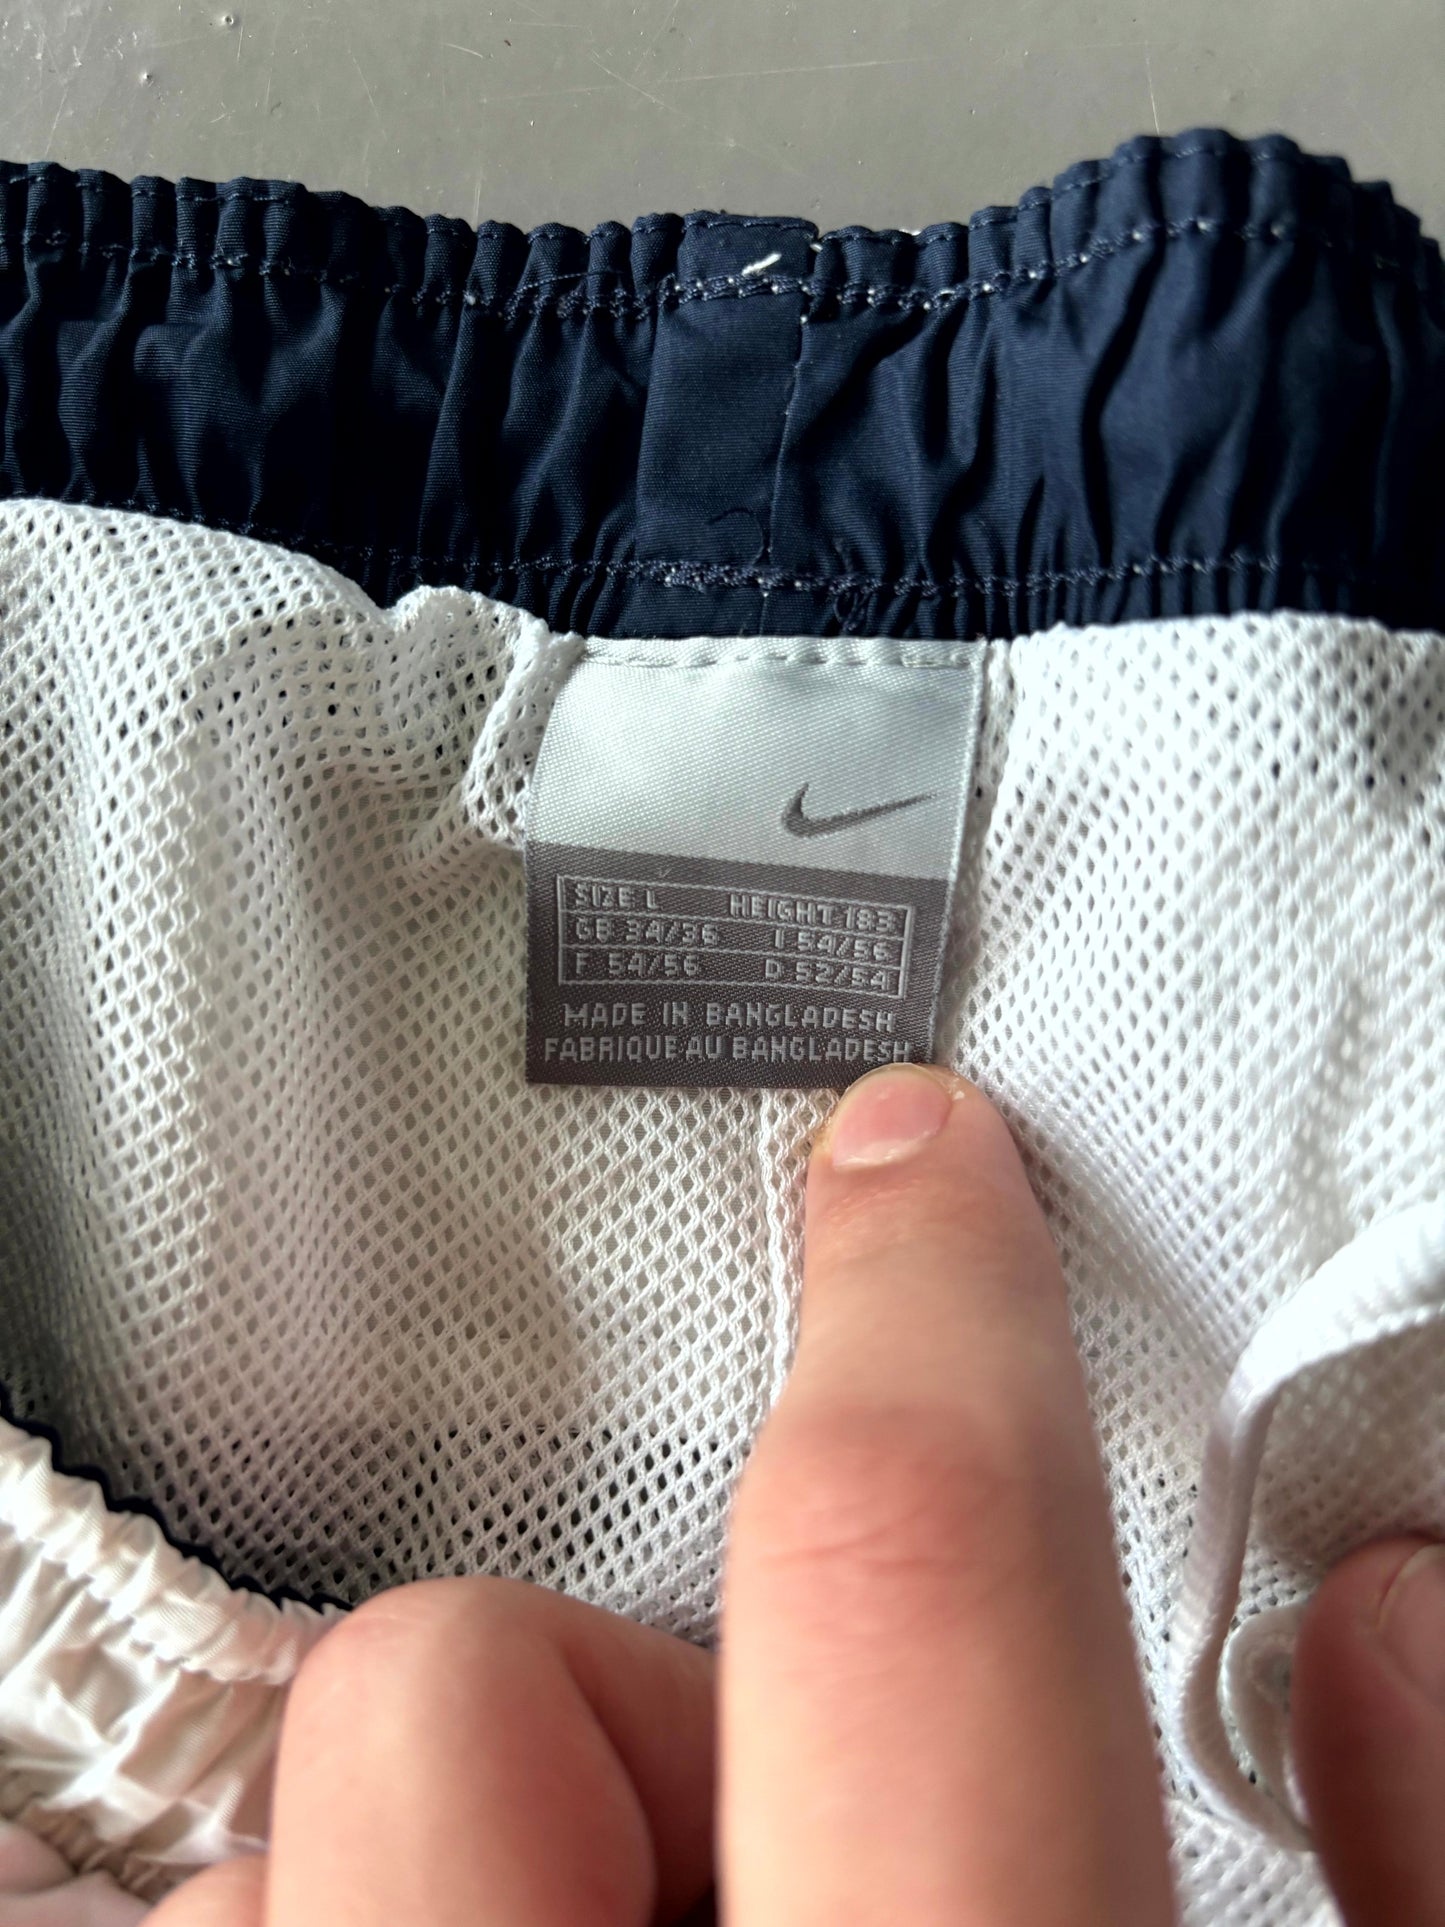 SIZE L HEIGHT 183
GB 34/36 I 54/56
F 54/56 D 52/54
MADE IN BANGLADESH
FABRIQUE AU BANGLADESH